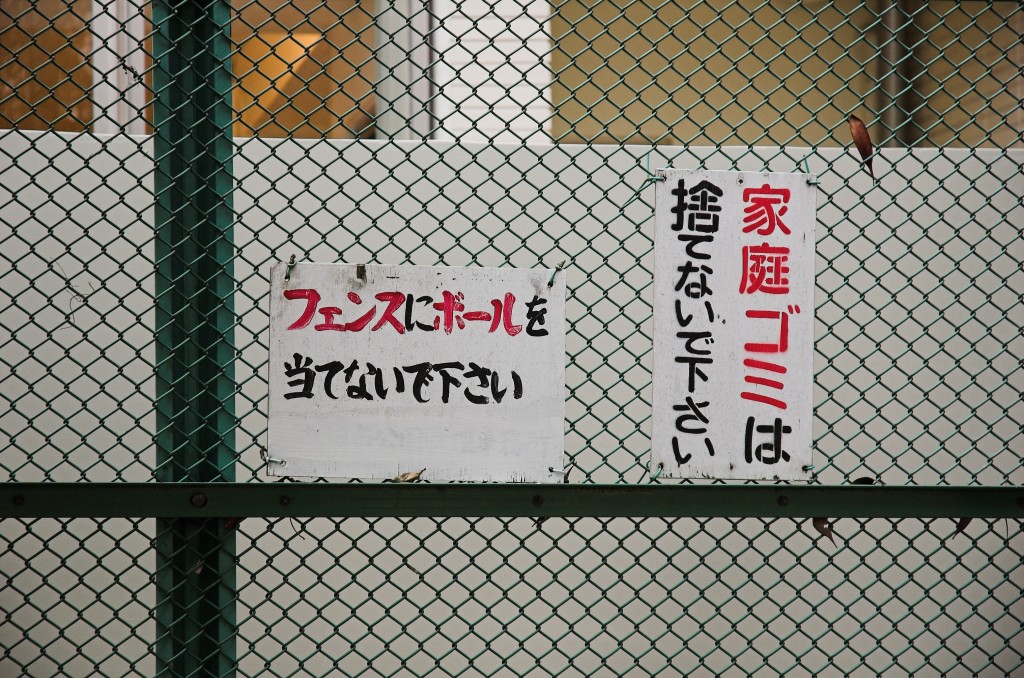 フェンスにボールを
当てないで下さい
家庭ゴミは
捨てないで下さい